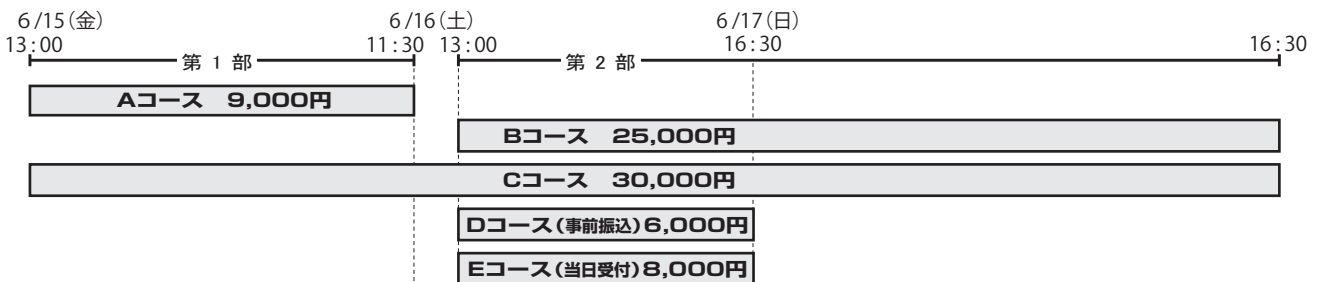 6/15(金) 6/16(土) 6/17(日)
13:00 11:30 13:00 16:30 16:30
第1部 第2部
Aコース 9,000円
Bコース 25,000円
Cコース 30,000円
Dコース(事前振込)6,000円
Eコース(当日受付)8,000円